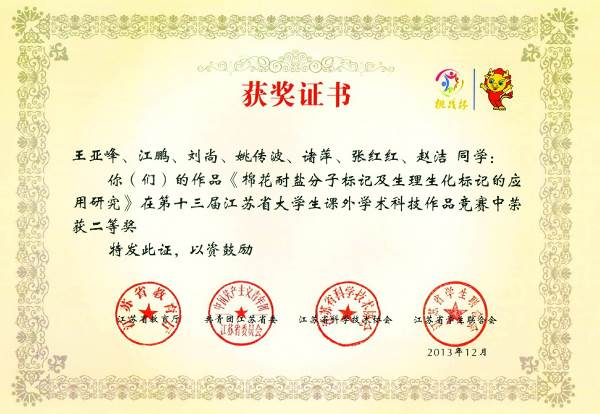 获奖证书
挑战杯
王亚峰、江鹏、刘尚、姚传波、诸萍、张红红、赵洁 同学：
你（们）的作品《棉花耐盐分子标记及生理生化标记的应
用研究》在第十三届江苏省大学生课外学术科技作品竞赛中荣
获二等奖
特发此证，以资鼓励
江苏省教育厅 共青团江苏省委 江苏省科学技术协会 江苏省学生联合会
2013年12月